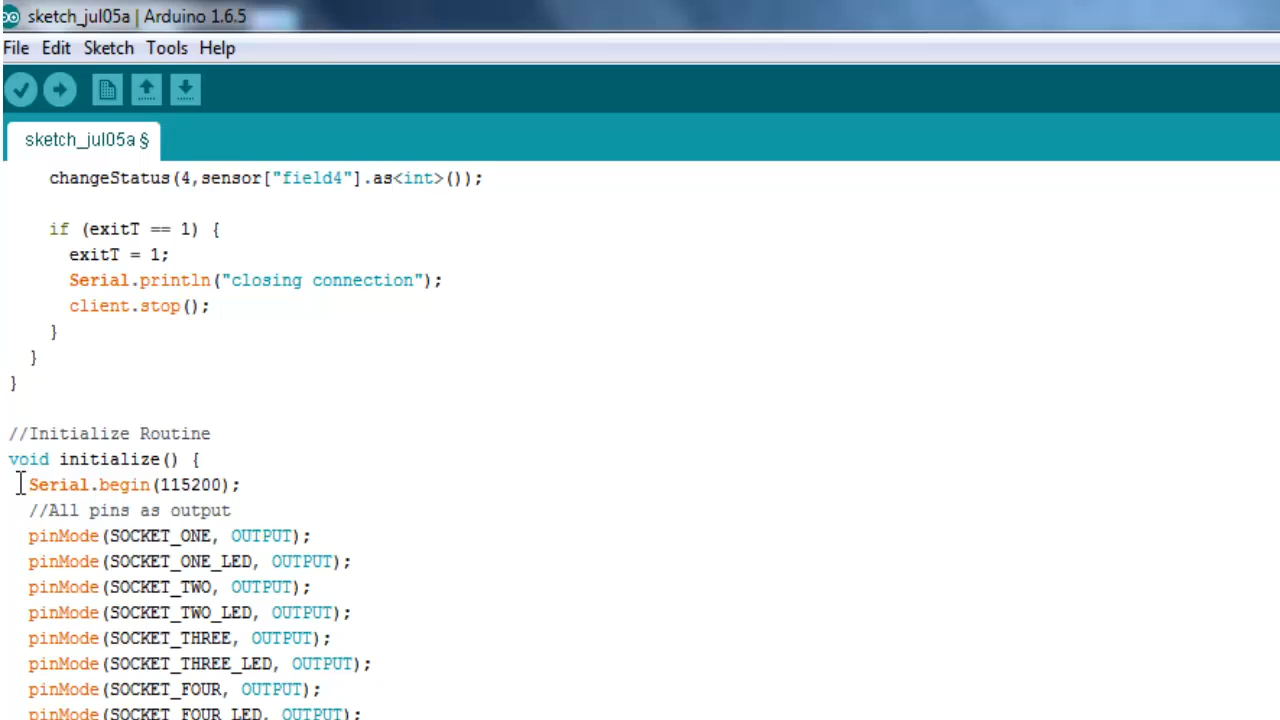 sketch_jul05a | Arduino 1.6.5
File Edit Sketch Tools Help
sketch_jul05a §
changeStatus(4,sensor["field4"].as<int>());
if (exitT == 1) {
exitT = 1;
Serial.println("closing connection");
client.stop();
}
}
}
//Initialize Routine
void initialize() {
Serial.begin(115200);
//All pins as output
pinMode(SOCKET_ONE, OUTPUT);
pinMode(SOCKET_ONE_LED, OUTPUT);
pinMode(SOCKET_TWO, OUTPUT);
pinMode(SOCKET_TWO_LED, OUTPUT);
pinMode(SOCKET_THREE, OUTPUT);
pinMode(SOCKET_THREE_LED, OUTPUT);
pinMode(SOCKET_FOUR, OUTPUT);
pinMode(SOCKET_FOUR_LED, OUTPUT);